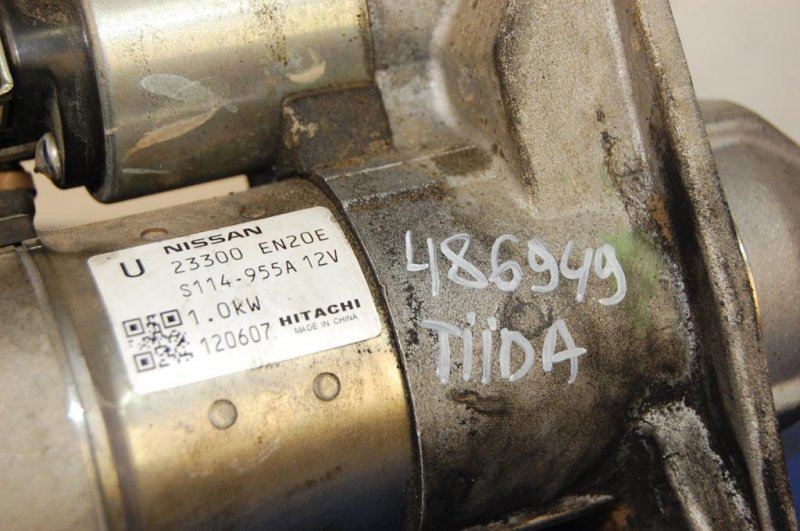 NISSAN
U 23300 EN20E
S114-955A 12V
1.0KW
120607 HITACHI
MADE IN CHINA
486949
TIIDA